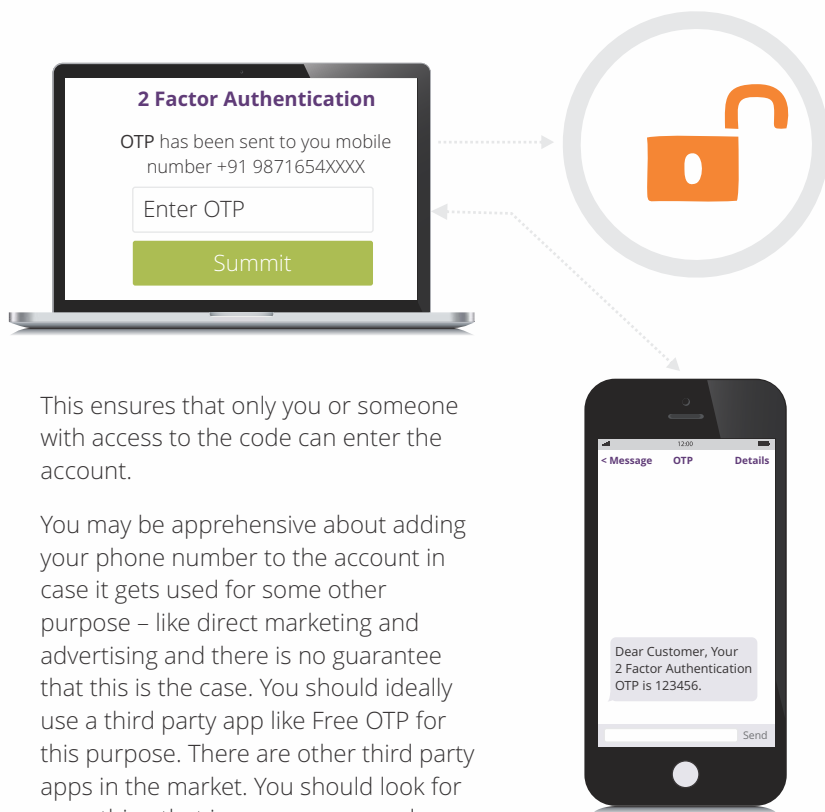 2 Factor Authentication
OTP has been sent to you mobile
number +91 9871654XXXX
Enter OTP
Summit
This ensures that only you or someone
with access to the code can enter the
account.
You may be apprehensive about adding
your phone number to the account in
case it gets used for some other
purpose – like direct marketing and
advertising and there is no guarantee
that this is the case. You should ideally
use a third party app like Free OTP for
this purpose. There are other third party
apps in the market. You should look for
12:00
< Message OTP Details
Dear Customer, Your
2 Factor Authentication
OTP is 123456.
Send